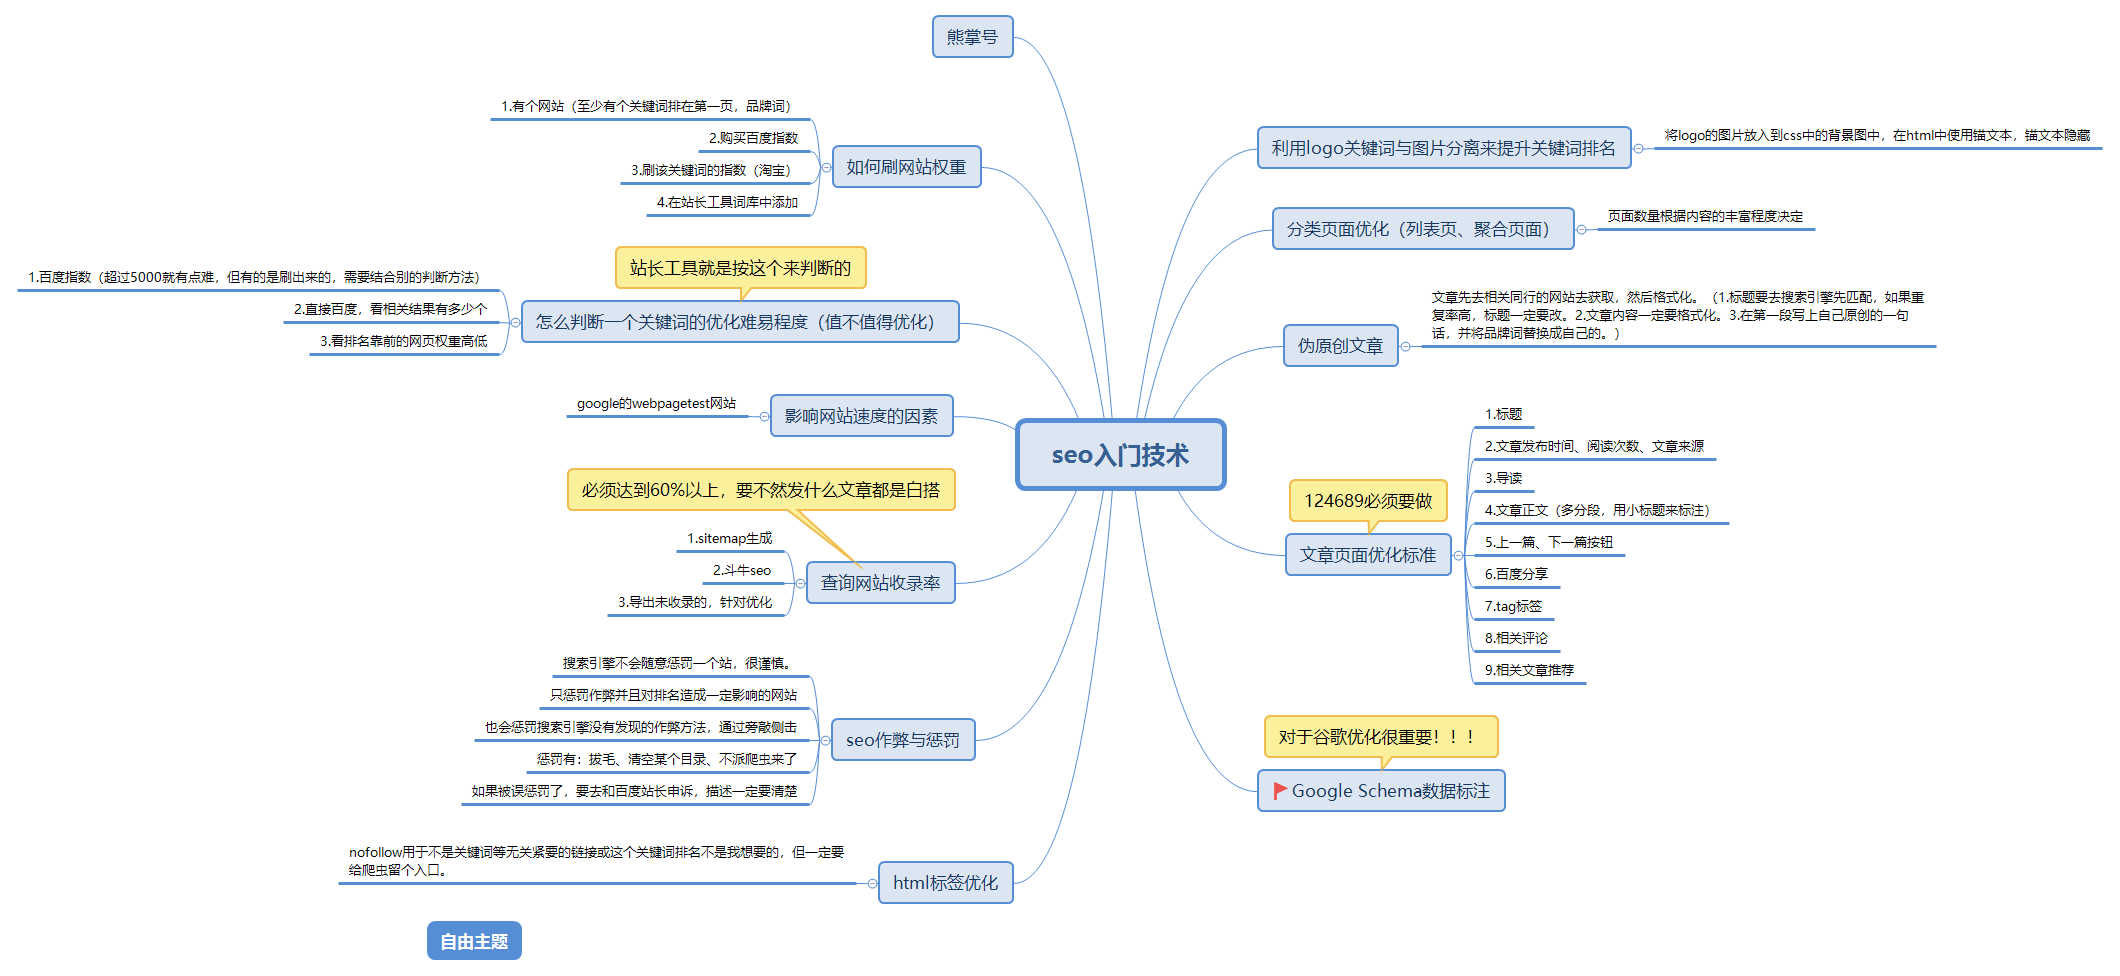 seo入门技术
利用logo关键词与图片分离来提升关键词排名
将logo的图片放入到css中的背景图中，在html中使用锚文本，锚文本隐藏
分类页面优化（列表页、聚合页面）
页面数量根据内容的丰富程度决定
伪原创文章
文章先去相关同行的网站去获取，然后格式化。（1.标题要去搜索引擎先匹配，如果重
复率高，标题一定要改。2.文章内容一定要格式化。3.在第一段写上自己原创的一句
话，并将品牌词替换成自己的。）
124689必须要做
文章页面优化标准
1.标题
2.文章发布时间、阅读次数、文章来源
3.导读
4.文章正文（多分段，用小标题来标注）
5.上一篇、下一篇按钮
6.百度分享
7.tag标签
8.相关评论
9.相关文章推荐
对于谷歌优化很重要！！！
Google Schema数据标注
熊掌号
如何刷网站权重
1.有个网站（至少有个关键词排在第一页，品牌词）
2.购买百度指数
3.刷该关键词的指数（淘宝）
4.在站长工具词库中添加
站长工具就是按这个来判断的
怎么判断一个关键词的优化难易程度（值不值得优化）
1.百度指数（超过5000就有点难，但有的是刷出来的，需要结合别的判断方法）
2.直接百度，看相关结果有多少个
3.看排名靠前的网页权重高低
影响网站速度的因素
google的webpagetest网站
必须达到60%以上，要不然发什么文章都是白搭
查询网站收录率
1.sitemap生成
2.斗牛seo
3.导出未收录的，针对优化
seo作弊与惩罚
搜索引擎不会随意惩罚一个站，很谨慎。
只惩罚作弊并且对排名造成一定影响的网站
也会惩罚搜索引擎没有发现的作弊方法，通过旁敲侧击
惩罚有：拔毛、清空某个目录、不派爬虫来了
如果被误惩罚了，要去和百度站长申诉，描述一定要清楚
html标签优化
nofollow用于不是关键词等无关紧要的链接或这个关键词排名不是我想要的，但一定要
给爬虫留个入口。
自由主题